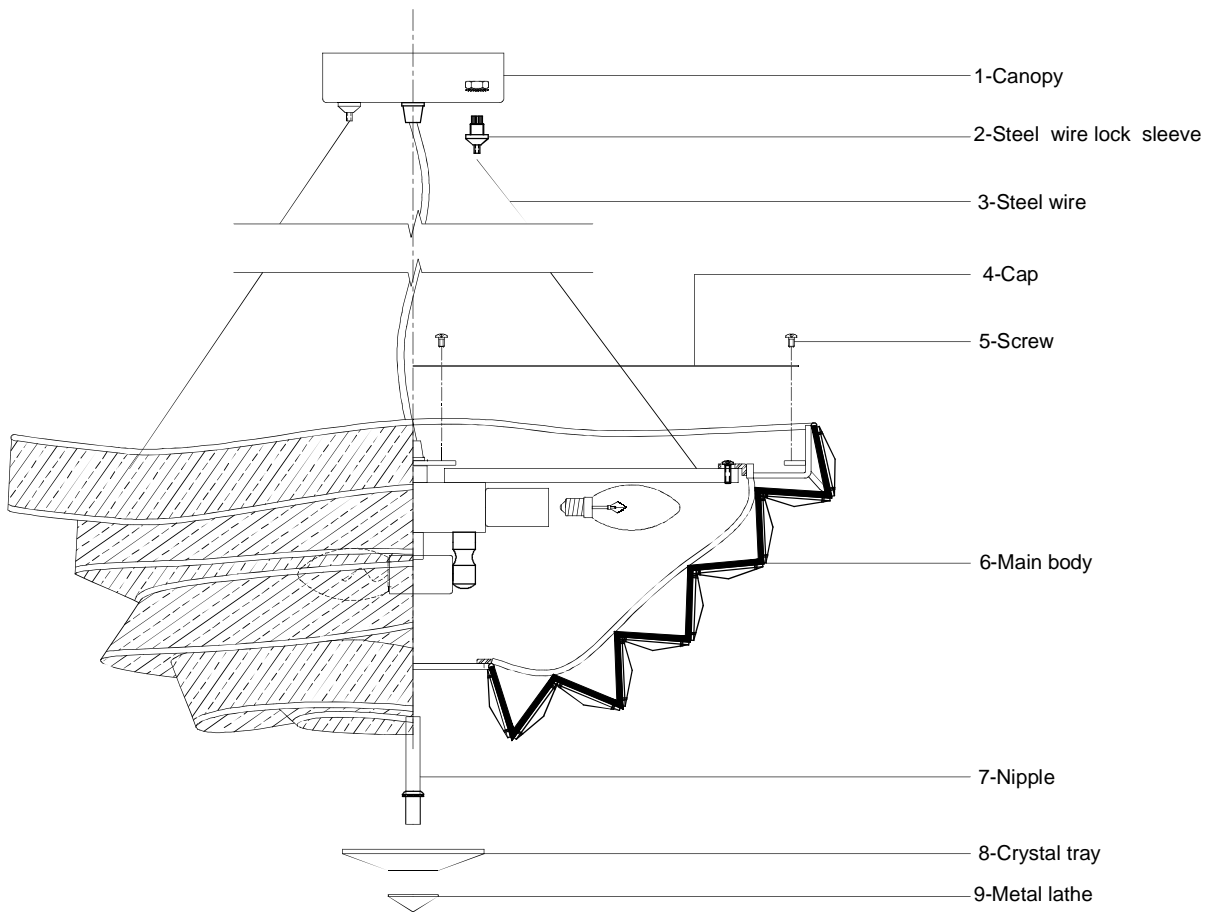 1-Canopy
2-Steel wire lock sleeve
3-Steel wire
4-Cap
5-Screw
6-Main body
7-Nipple
8-Crystal tray
9-Metal lathe